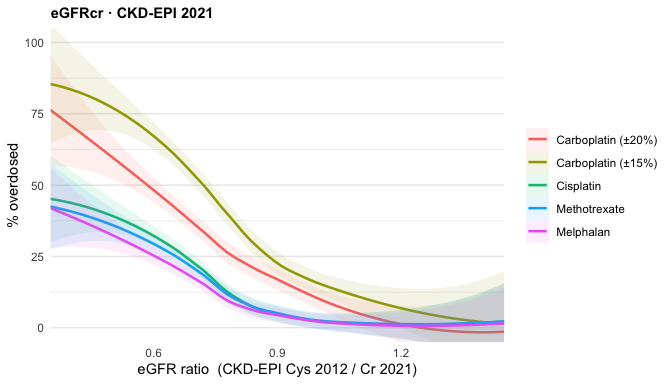 eGFRcr · CKD-EPI 2021
% overdosed
100
75
50
25
0
0.6
0.9
1.2
eGFR ratio (CKD-EPI Cys 2012 / Cr 2021)
Carboplatin (±20%)
Carboplatin (±15%)
Cisplatin
Methotrexate
Melphalan